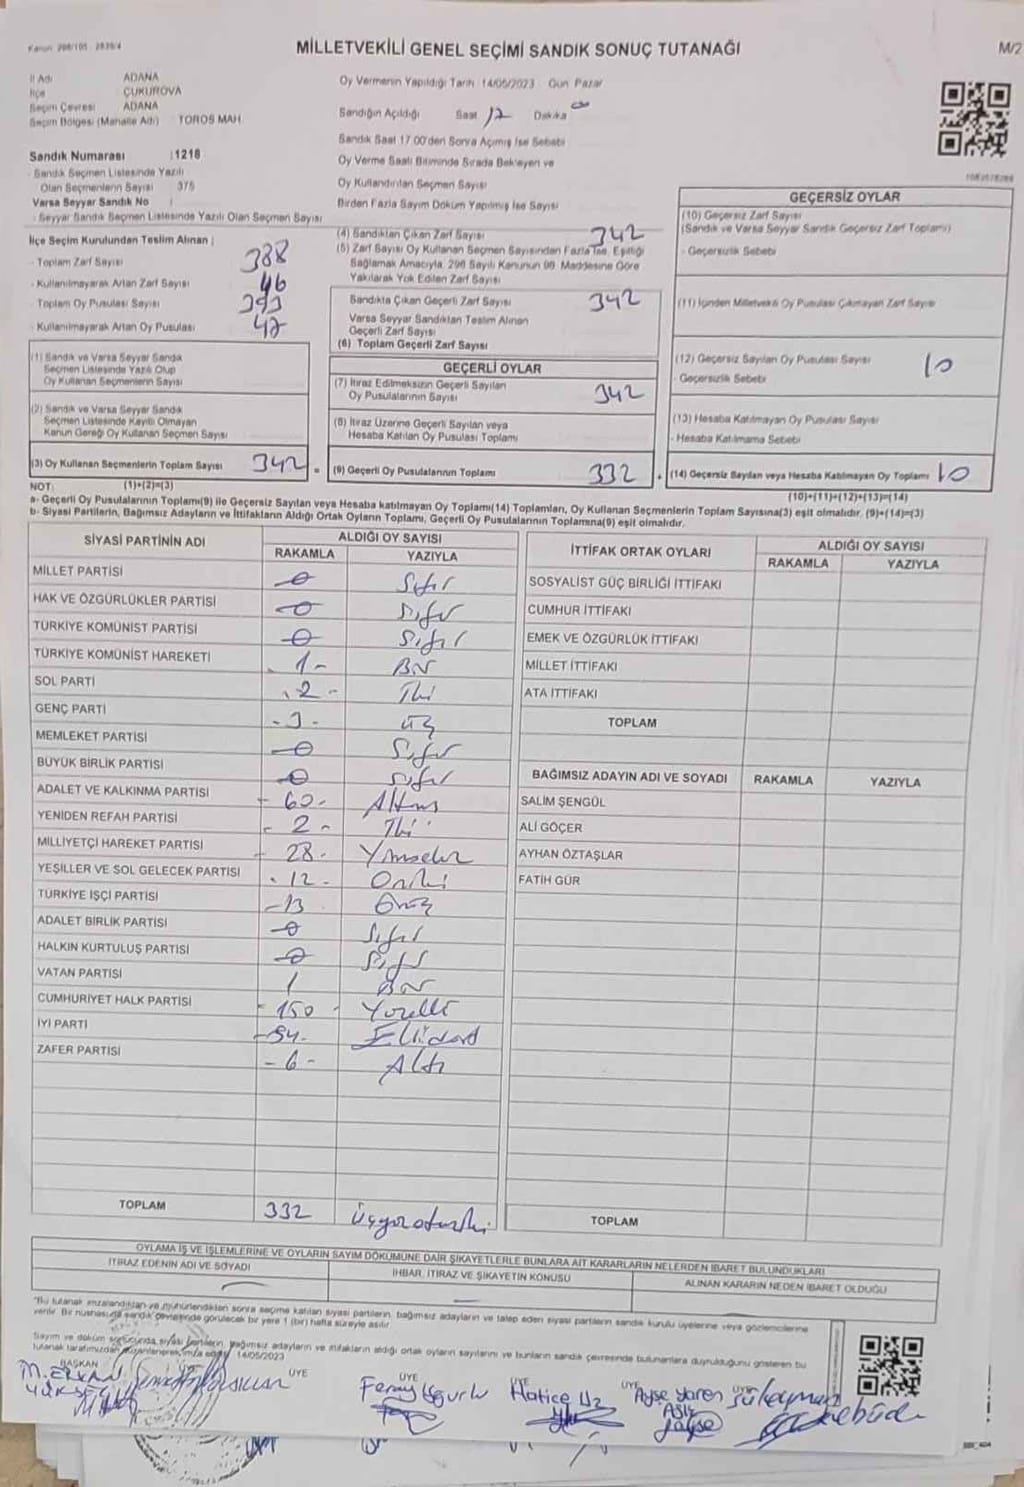 Kanun 298/105 - 2839/4
MİLLETVEKİLİ GENEL SEÇİMİ SANDIK SONUÇ TUTANAĞI
M/2
İl Adı ADANA
İlçe ÇUKUROVA
Seçim Çevresi ADANA
Seçim Bölgesi (Mahalle Adı) TOROS MAH.
Sandık Numarası : 1218
- Sandık Seçmen Listesinde Yazılı
Olan Seçmenlerin Sayısı 375
Varsa Seyyar Sandık No :
- Seyyar Sandık Seçmen Listesinde Yazılı Olan Seçmen Sayısı
Oy Vermenin Yapıldığı Tarih : 14/05/2023 Gün Pazar
Sandığın Açıldığı Saat 17 Dakika 00
Sandık Saat 17.00'den Sonra Açılmış İse Sebebi
Oy Verme Saati Bitiminde Sırada Bekleyen ve
Oy Kullandırılan Seçmen Sayısı
Birden Fazla Sayım Döküm Yapılmış İse Sayısı
İlçe Seçim Kurulundan Teslim Alınan ;
- Toplam Zarf Sayısı 388
- Kullanılmayarak Artan Zarf Sayısı 46
- Toplam Oy Pusulası Sayısı 393
- Kullanılmayarak Artan Oy Pusulası 47
(1) Sandık ve Varsa Seyyar Sandık
Seçmen Listesinde Yazılı Olup
Oy Kullanan Seçmenlerin Sayısı
(2) Sandık ve Varsa Seyyar Sandık
Seçmen Listesinde Kayıtlı Olmayan
Kanun Gereği Oy Kullanan Seçmen Sayısı
(3) Oy Kullanan Seçmenlerin Toplam Sayısı 342 =
(4) Sandıktan Çıkan Zarf Sayısı 342
(5) Zarf Sayısı Oy Kullanan Seçmen Sayısından Fazla İse, Eşitliği
Sağlamak Amacıyla, 298 Sayılı Kanunun 98. Maddesine Göre
Yakılarak Yok Edilen Zarf Sayısı
Sandıkta Çıkan Geçerli Zarf Sayısı 342
Varsa Seyyar Sandıktan Teslim Alınan
Geçerli Zarf Sayısı
(6) Toplam Geçerli Zarf Sayısı
GEÇERLİ OYLAR
(7) İtiraz Edilmeksizin Geçerli Sayılan
Oy Pusulalarının Sayısı 342
(8) İtiraz Üzerine Geçerli Sayılan veya
Hesaba Katılan Oy Pusulası Toplamı
(9) Geçerli Oy Pusulalarının Toplamı 332
GEÇERSİZ OYLAR
(10) Geçersiz Zarf Sayısı
(Sandık ve Varsa Seyyar Sandık Geçersiz Zarf Toplamı)
- Geçersizlik Sebebi
(11) İçinden Milletvekili Oy Pusulası Çıkmayan Zarf Sayısı
(12) Geçersiz Sayılan Oy Pusulası Sayısı 10
- Geçersizlik Sebebi
(13) Hesaba Katılmayan Oy Pusulası Sayısı
- Hesaba Katılmama Sebebi
(14) Geçersiz Sayılan veya Hesaba Katılmayan Oy Toplamı 10
NOT: (1)+(2)=(3)
(10)+(11)+(12)+(13)=(14)
a- Geçerli Oy Pusulalarının Toplamı(9) ile Geçersiz Sayılan veya Hesaba katılmayan Oy Toplamı(14) Toplamları, Oy Kullanan Seçmenlerin Toplam Sayısına(3) eşit olmalıdır. (9)+(14)=(3)
b- Siyasi Partilerin, Bağımsız Adayların ve İttifakların Aldığı Ortak Oyların Toplamı, Geçerli Oy Pusulalarının Toplamına(9) eşit olmalıdır.
SİYASİ PARTİNİN ADI ALDIĞI OY SAYISI
RAKAMLA YAZIYLA
MİLLET PARTİSİ 0 Sıfır
HAK VE ÖZGÜRLÜKLER PARTİSİ 0 Sıfır
TÜRKİYE KOMÜNİST PARTİSİ 0 Sıfır
TÜRKİYE KOMÜNİST HAREKETİ 1 - Bir
SOL PARTİ - 2 - İki
GENÇ PARTİ - 3 - Üç
MEMLEKET PARTİSİ 0 Sıfır
BÜYÜK BİRLİK PARTİSİ 0 Sıfır
ADALET VE KALKINMA PARTİSİ - 60 - Altmış
YENİDEN REFAH PARTİSİ - 2 - İki
MİLLİYETÇİ HAREKET PARTİSİ - 28 - Yirmisekiz
YEŞİLLER VE SOL GELECEK PARTİSİ - 12 - Oniki
TÜRKİYE İŞÇİ PARTİSİ - 13 Onüç
ADALET BİRLİK PARTİSİ 0 Sıfır
HALKIN KURTULUŞ PARTİSİ 0 Sıfır
VATAN PARTİSİ 1 Bir
CUMHURİYET HALK PARTİSİ - 150 - Yüzelli
İYİ PARTİ - 54 - Ellidört
ZAFER PARTİSİ - 6 - Altı
TOPLAM 332 Üçyüzotuziki
İTTİFAK ORTAK OYLARI ALDIĞI OY SAYISI
RAKAMLA YAZIYLA
SOSYALİST GÜÇ BİRLİĞİ İTTİFAKI
CUMHUR İTTİFAKI
EMEK VE ÖZGÜRLÜK İTTİFAKI
MİLLET İTTİFAKI
ATA İTTİFAKI
TOPLAM
BAĞIMSIZ ADAYIN ADI VE SOYADI RAKAMLA YAZIYLA
SALİM ŞENGÜL
ALİ GÖÇER
AYHAN ÖZTAŞLAR
FATİH GÜR
TOPLAM
OYLAMA İŞ VE İŞLEMLERİNE VE OYLARIN SAYIM DÖKÜMÜNE DAİR ŞİKAYETLERLE BUNLARA AİT KARARLARIN NELERDEN İBARET BULUNDUKLARI
İTİRAZ EDENİN ADI VE SOYADI
İHBAR, İTİRAZ VE ŞİKAYETİN KONUSU
ALINAN KARARIN NEDEN İBARET OLDUĞU
*Bu tutanak imzalandıktan ve mühürlendikten sonra seçime katılan siyasi partilerin, bağımsız adayların ve talep eden siyasi partilerin sandık kurulu üyelerine veya gözlemcilerine
verilir. Bir nüshası da sandık çevresinde görülecek bir yere 1 (bir) hafta süreyle asılır.
Sayım ve döküm sonucunda, siyasi partilerin, bağımsız adayların ve ittifakların aldığı ortak oyların sayılarını ve bunların sandık çevresinde bulunanlara duyrulduğunu gösteren bu
tutanak tarafımızdan düzenlenerek imza edildi. 14/05/2023
BAŞKAN ÜYE ÜYE ÜYE ÜYE ÜYE
M. ERKAN YÜKSEL
Feray Uğurlu
Hatice Uz
Ayşe Yaren
Süleyman